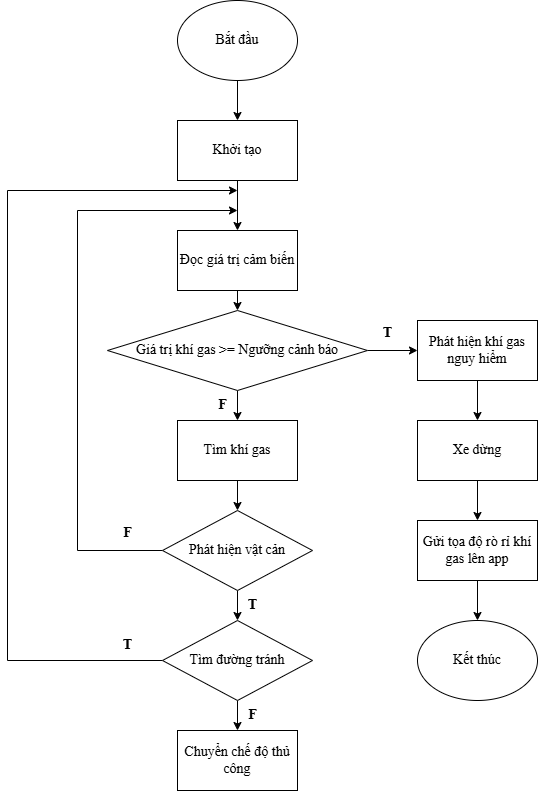 Bắt đầu
Khởi tạo
Đọc giá trị cảm biến
Giá trị khí gas >= Ngưỡng cảnh báo
T
Phát hiện khí gas
nguy hiểm
F
Tìm khí gas
Xe dừng
F
Phát hiện vật cản
Gửi tọa độ rò rỉ khí
gas lên app
T
T
Tìm đường tránh
Kết thúc
F
Chuyển chế độ thủ
công